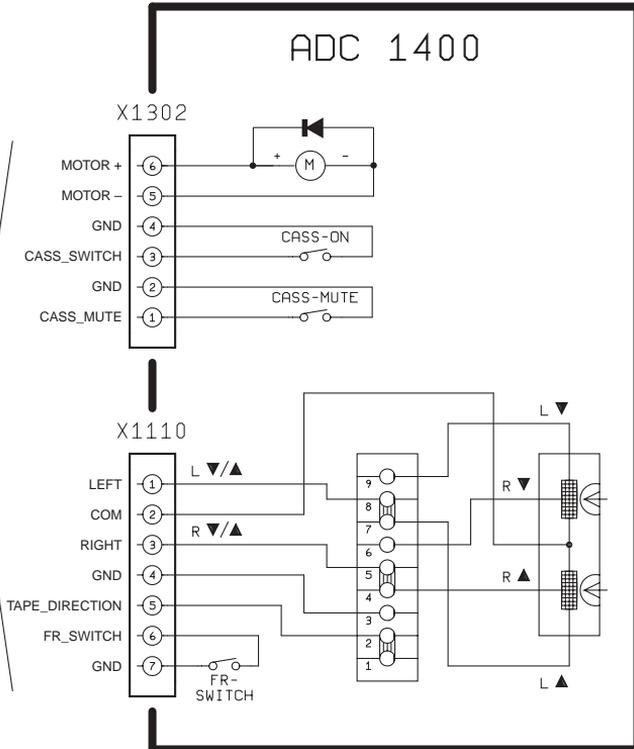 ADC 1400
X1302
MOTOR + 6 + M −
MOTOR – 5
GND 4
CASS-ON
CASS_SWITCH 3
GND 2
CASS-MUTE
CASS_MUTE 1
X1110
L ▼
L ▼/▲
LEFT 1
9
R ▼
8
COM 2
7
R ▼/▲
RIGHT 3
6
GND 4
5
R ▲
4
TAPE_DIRECTION 5
3
FR_SWITCH 6
2
GND 7
1
FR-
SWITCH
L ▲